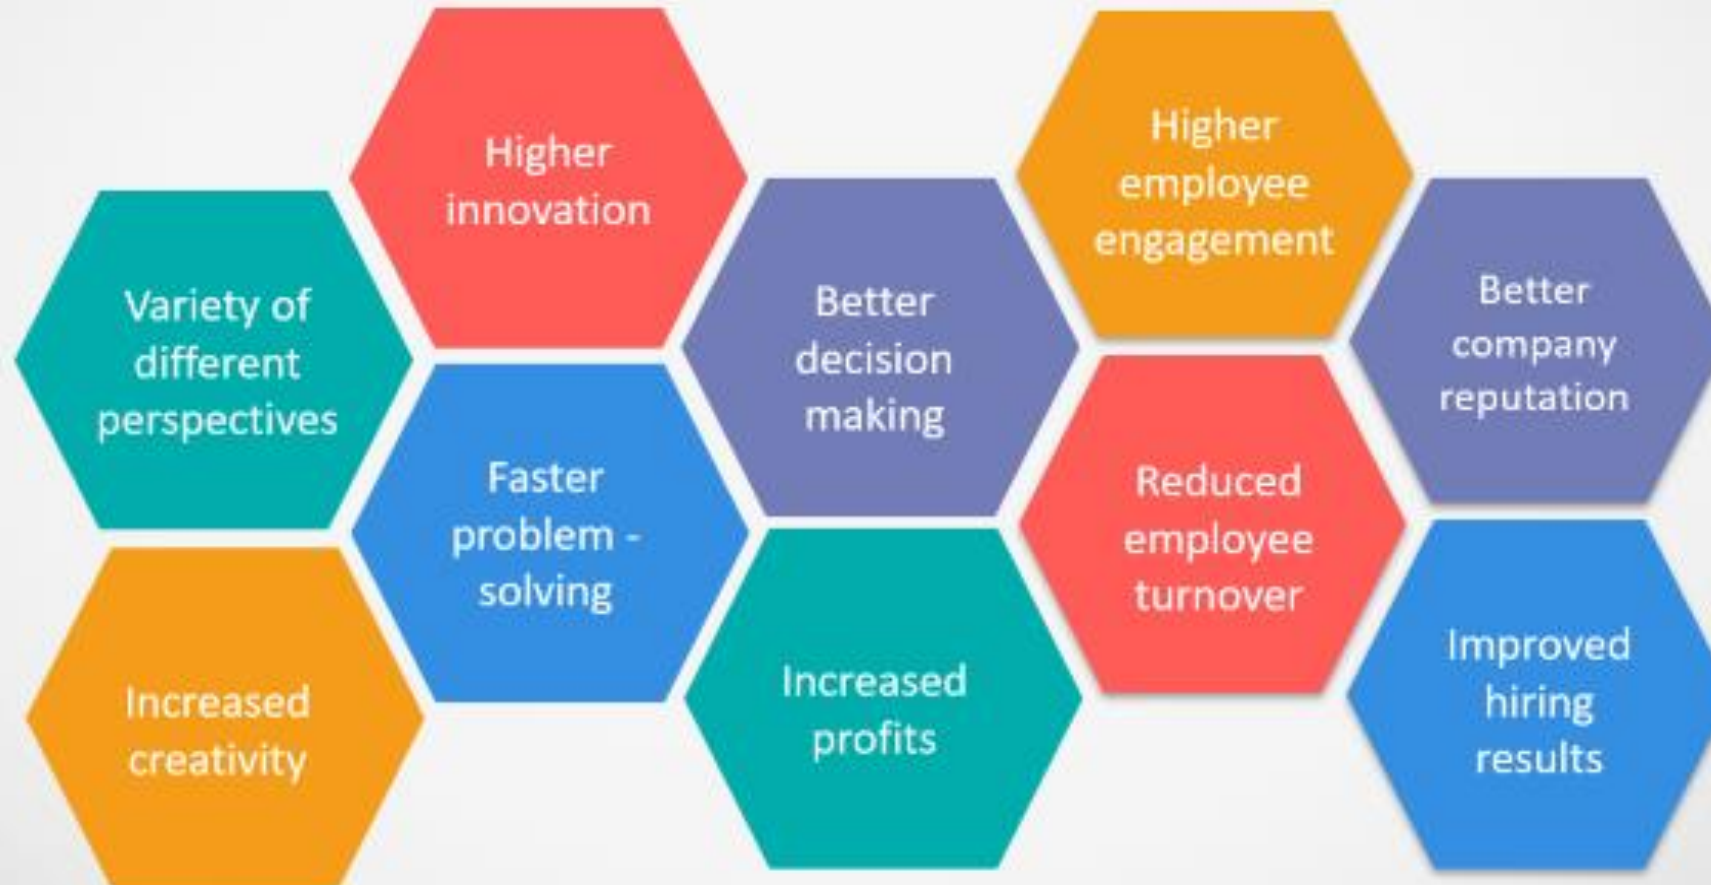 Variety of
different
perspectives
Increased
creativity
Higher
innovation
Faster
problem -
solving
Better
decision
making
Increased
profits
Higher
employee
engagement
Reduced
employee
turnover
Better
company
reputation
Improved
hiring
results